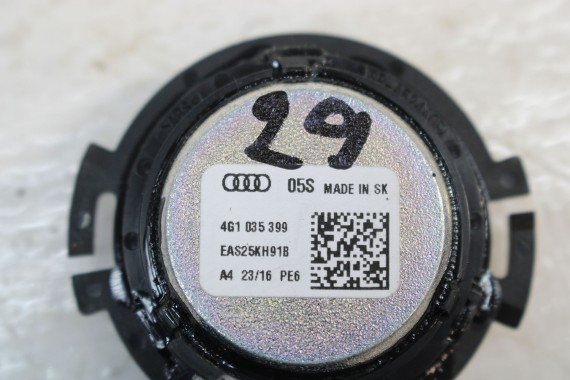 29
05S MADE IN SK
4G1 035 399
EAS25KH91B
A4 23/16 PE6